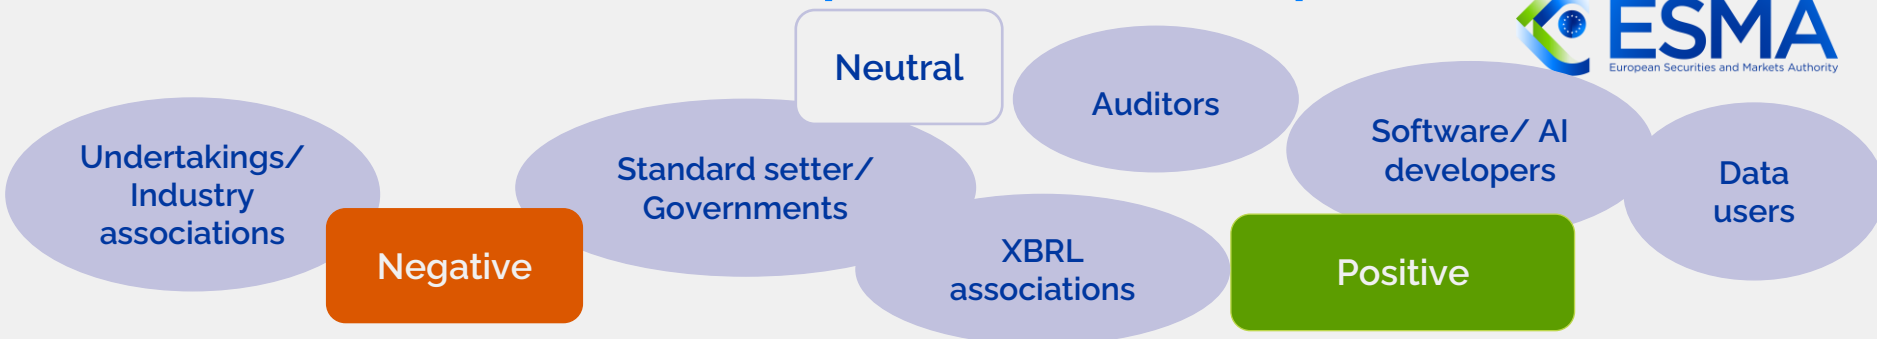 ESMA
European Securities and Markets Authority
Neutral
Auditors
Undertakings/
Industry
associations
Standard setter/
Governments
Software/ AI
developers
Data
users
Negative
XBRL
associations
Positive